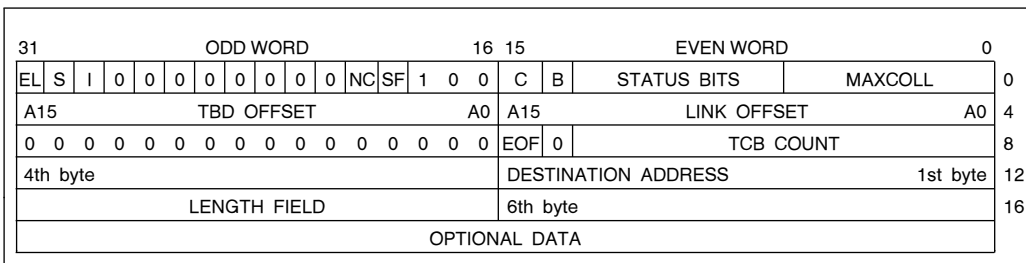 31 ODD WORD 16 15 EVEN WORD 0
EL S I 0 0 0 0 0 0 0 0 NC SF 1 0 0 C B STATUS BITS MAXCOLL 0
A15 TBD OFFSET A0 A15 LINK OFFSET A0 4
0 0 0 0 0 0 0 0 0 0 0 0 0 0 0 0 EOF 0 TCB COUNT 8
4th byte DESTINATION ADDRESS 1st byte 12
LENGTH FIELD 6th byte 16
OPTIONAL DATA